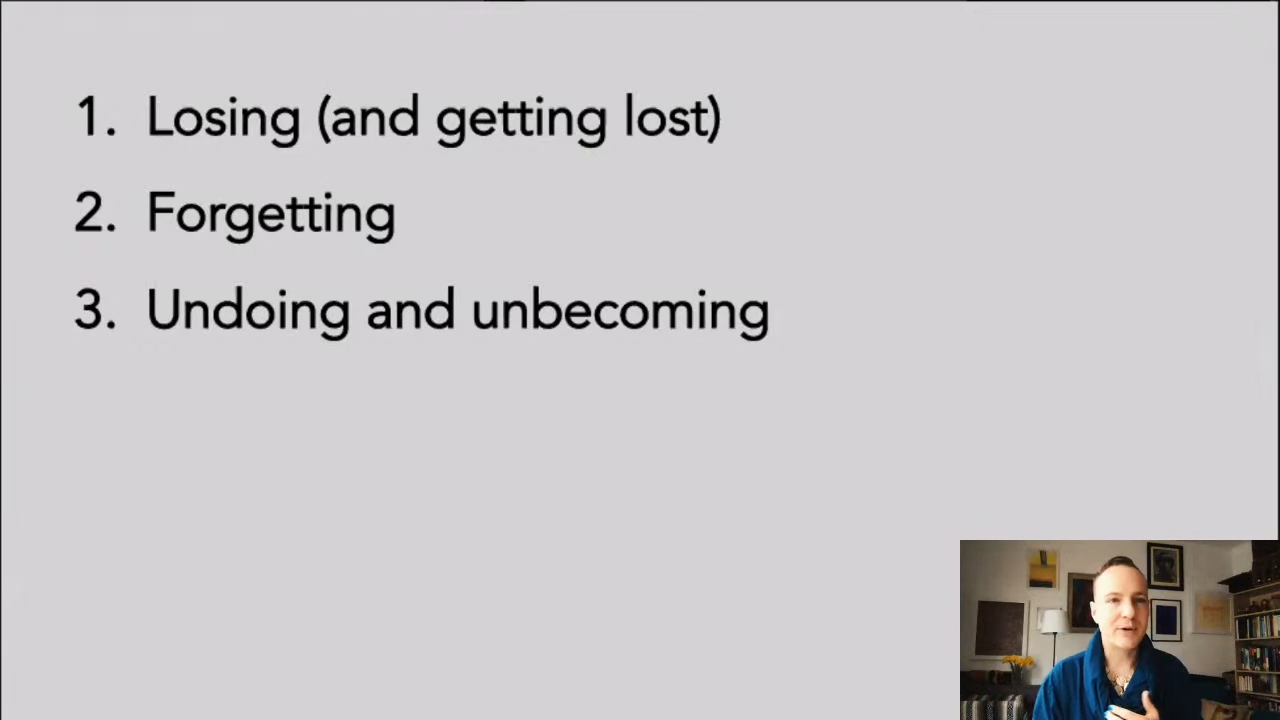 1. Losing (and getting lost)
2. Forgetting
3. Undoing and unbecoming